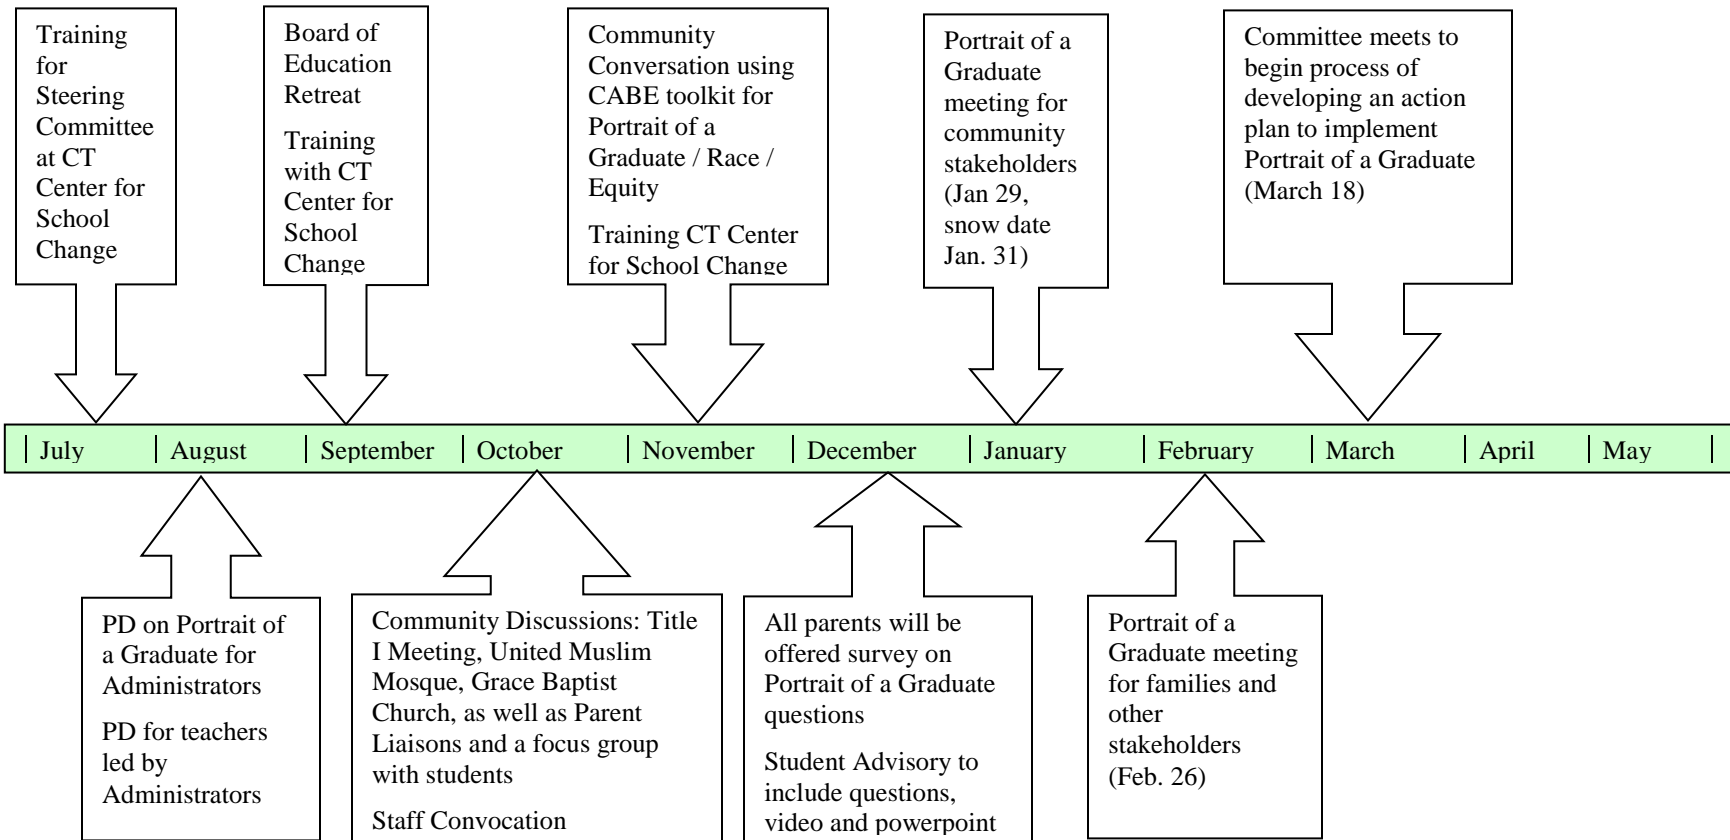 Training
for
Steering
Committee
at CT
Center for
School
Change
Board of
Education
Retreat
Training
with CT
Center for
School
Change
Community
Conversation using
CABE toolkit for
Portrait of a
Graduate / Race /
Equity
Training CT Center
for School Change
Portrait of a
Graduate
meeting for
community
stakeholders
(Jan 29,
snow date
Jan. 31)
Committee meets to
begin process of
developing an action
plan to implement
Portrait of a Graduate
(March 18)
| July | August | September | October | November | December | January | February | March | April | May |
PD on Portrait of
a Graduate for
Administrators
PD for teachers
led by
Administrators
Community Discussions: Title
I Meeting, United Muslim
Mosque, Grace Baptist
Church, as well as Parent
Liaisons and a focus group
with students
Staff Convocation
All parents will be
offered survey on
Portrait of a Graduate
questions
Student Advisory to
include questions,
video and powerpoint
Portrait of a
Graduate meeting
for families and
other
stakeholders
(Feb. 26)